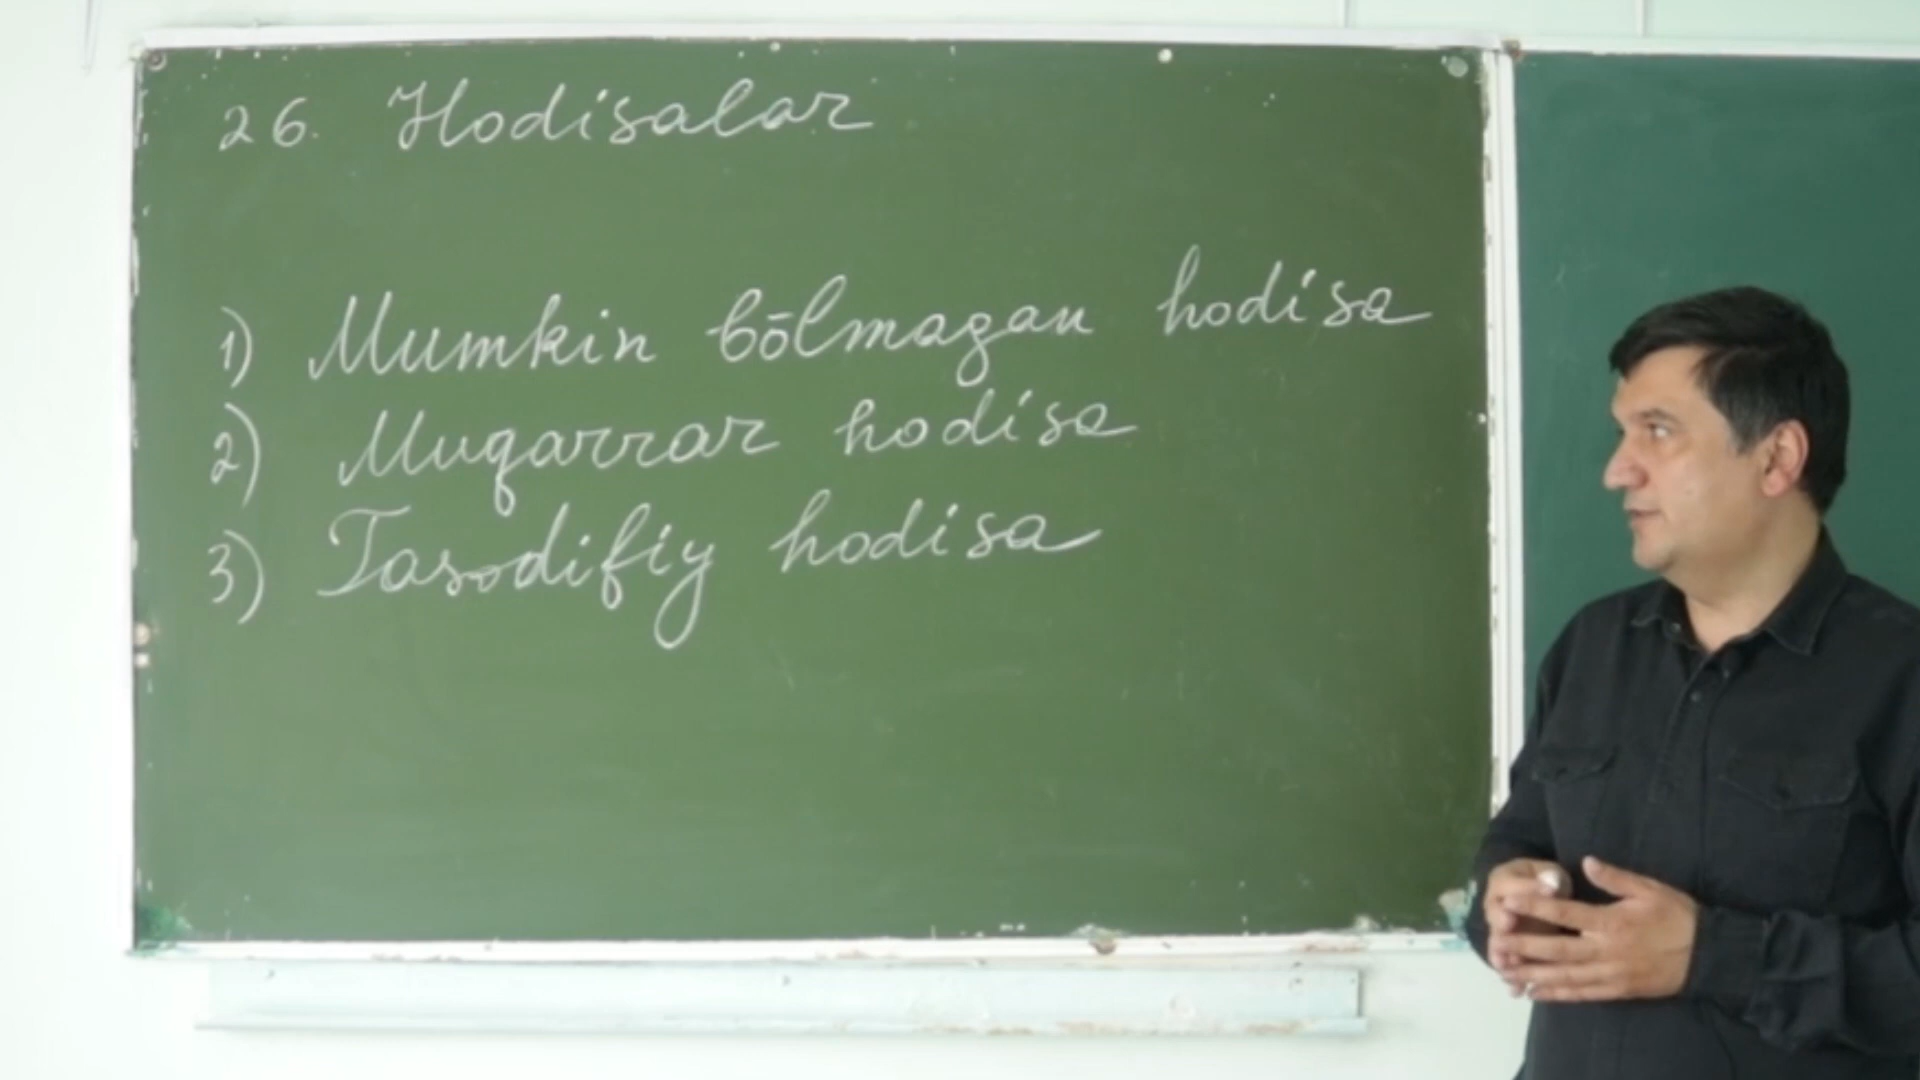 26. Hodisalar
1) Mumkin bōlmagan hodisa
2) Muqarrar hodisa
3) Tasodifiy hodisa